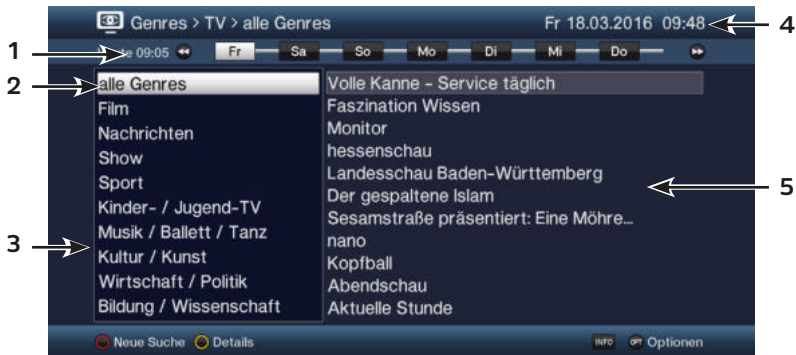 Genres > TV > alle Genres
Fr 18.03.2016 09:48
4
1
09:05 Fr Sa So Mo Di Mi Do
2
alle Genres
Film
Nachrichten
Show
Sport
Kinder- / Jugend-TV
Musik / Ballett / Tanz
3
Kultur / Kunst
Wirtschaft / Politik
Bildung / Wissenschaft
Volle Kanne - Service täglich
Faszination Wissen
Monitor
hessenschau
Landesschau Baden-Württemberg
5
Der gespaltene Islam
Sesamstraße präsentiert: Eine Möhre...
nano
Kopfball
Abendschau
Aktuelle Stunde
Neue Suche Details
INFO OPT Optionen